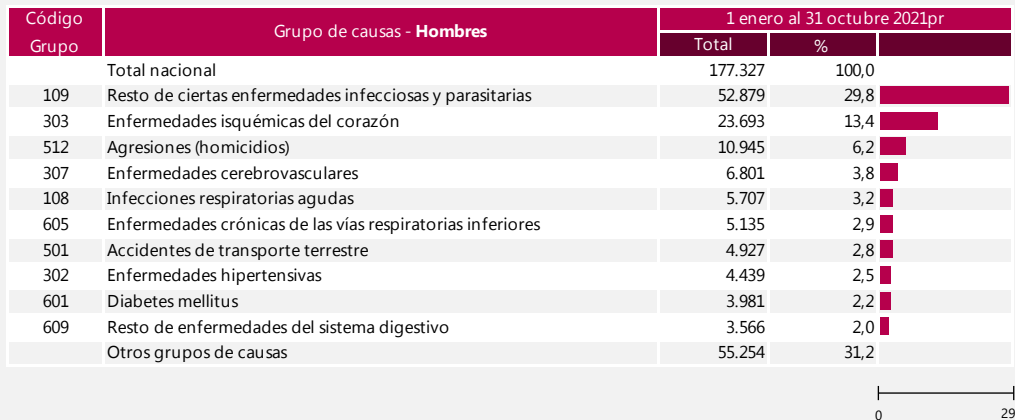 Código Grupo Grupo de causas - Hombres 1 enero al 31 octubre 2021pr
Total %
Total nacional 177.327 100,0
109 Resto de ciertas enfermedades infecciosas y parasitarias 52.879 29,8
303 Enfermedades isquémicas del corazón 23.693 13,4
512 Agresiones (homicidios) 10.945 6,2
307 Enfermedades cerebrovasculares 6.801 3,8
108 Infecciones respiratorias agudas 5.707 3,2
605 Enfermedades crónicas de las vías respiratorias inferiores 5.135 2,9
501 Accidentes de transporte terrestre 4.927 2,8
302 Enfermedades hipertensivas 4.439 2,5
601 Diabetes mellitus 3.981 2,2
609 Resto de enfermedades del sistema digestivo 3.566 2,0
Otros grupos de causas 55.254 31,2
0 29